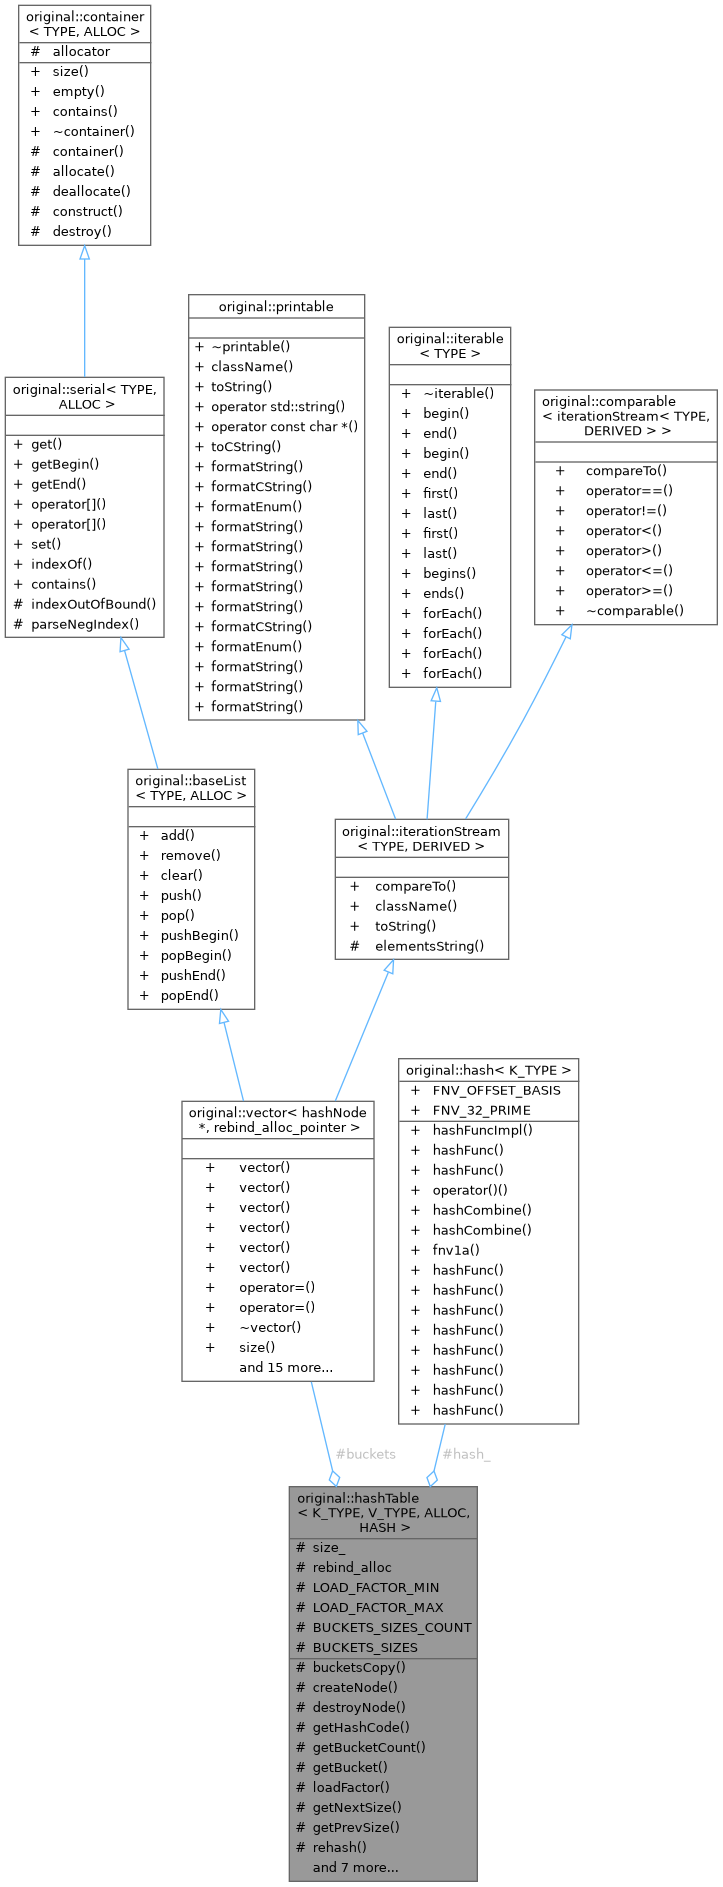 original::container
< TYPE, ALLOC >
# allocator
+ size()
+ empty()
+ contains()
+ ~container()
# container()
# allocate()
# deallocate()
# construct()
# destroy()
original::serial< TYPE,
ALLOC >
+ get()
+ getBegin()
+ getEnd()
+ operator[]()
+ operator[]()
+ set()
+ indexOf()
+ contains()
# indexOutOfBound()
# parseNegIndex()
original::printable
+ ~printable()
+ className()
+ toString()
+ operator std::string()
+ operator const char *()
+ toCString()
+ formatString()
+ formatCString()
+ formatEnum()
+ formatString()
+ formatString()
+ formatString()
+ formatString()
+ formatString()
+ formatCString()
+ formatEnum()
+ formatString()
+ formatString()
+ formatString()
original::iterable
< TYPE >
+ ~iterable()
+ begin()
+ end()
+ begin()
+ end()
+ first()
+ last()
+ first()
+ last()
+ begins()
+ ends()
+ forEach()
+ forEach()
+ forEach()
+ forEach()
original::comparable
< iterationStream< TYPE,
DERIVED > >
+ compareTo()
+ operator==()
+ operator!=()
+ operator<()
+ operator>()
+ operator<=()
+ operator>=()
+ ~comparable()
original::baseList
< TYPE, ALLOC >
+ add()
+ remove()
+ clear()
+ push()
+ pop()
+ pushBegin()
+ popBegin()
+ pushEnd()
+ popEnd()
original::iterationStream
< TYPE, DERIVED >
+ compareTo()
+ className()
+ toString()
# elementsString()
original::vector< hashNode
*, rebind_alloc_pointer >
+ vector()
+ vector()
+ vector()
+ vector()
+ vector()
+ vector()
+ operator=()
+ operator=()
+ ~vector()
+ size()
and 15 more...
original::hash< K_TYPE >
+ FNV_OFFSET_BASIS
+ FNV_32_PRIME
+ hashFuncImpl()
+ hashFunc()
+ hashFunc()
+ operator()()
+ hashCombine()
+ hashCombine()
+ fnv1a()
+ hashFunc()
+ hashFunc()
+ hashFunc()
+ hashFunc()
+ hashFunc()
+ hashFunc()
+ hashFunc()
+ hashFunc()
#buckets
#hash_
original::hashTable
< K_TYPE, V_TYPE, ALLOC,
HASH >
# size_
# rebind_alloc
# LOAD_FACTOR_MIN
# LOAD_FACTOR_MAX
# BUCKETS_SIZES_COUNT
# BUCKETS_SIZES
# bucketsCopy()
# createNode()
# destroyNode()
# getHashCode()
# getBucketCount()
# getBucket()
# loadFactor()
# getNextSize()
# getPrevSize()
# rehash()
and 7 more...